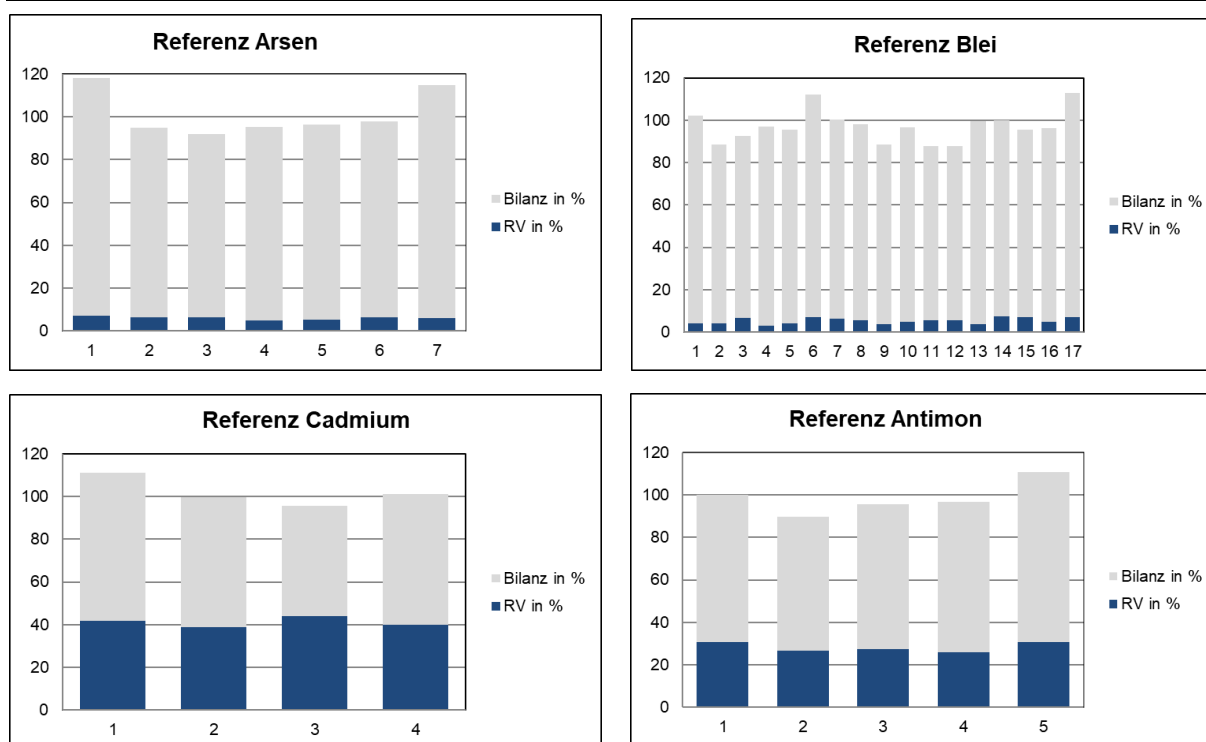 Referenz Arsen
120
100
80
60
40
20
0
1 2 3 4 5 6 7
Bilanz in %
RV in %
Referenz Blei
120
100
80
60
40
20
0
1 2 3 4 5 6 7 8 9 10 11 12 13 14 15 16 17
Bilanz in %
RV in %
Referenz Cadmium
120
100
80
60
40
20
0
1 2 3 4
Bilanz in %
RV in %
Referenz Antimon
120
100
80
60
40
20
0
1 2 3 4 5
Bilanz in %
RV in %